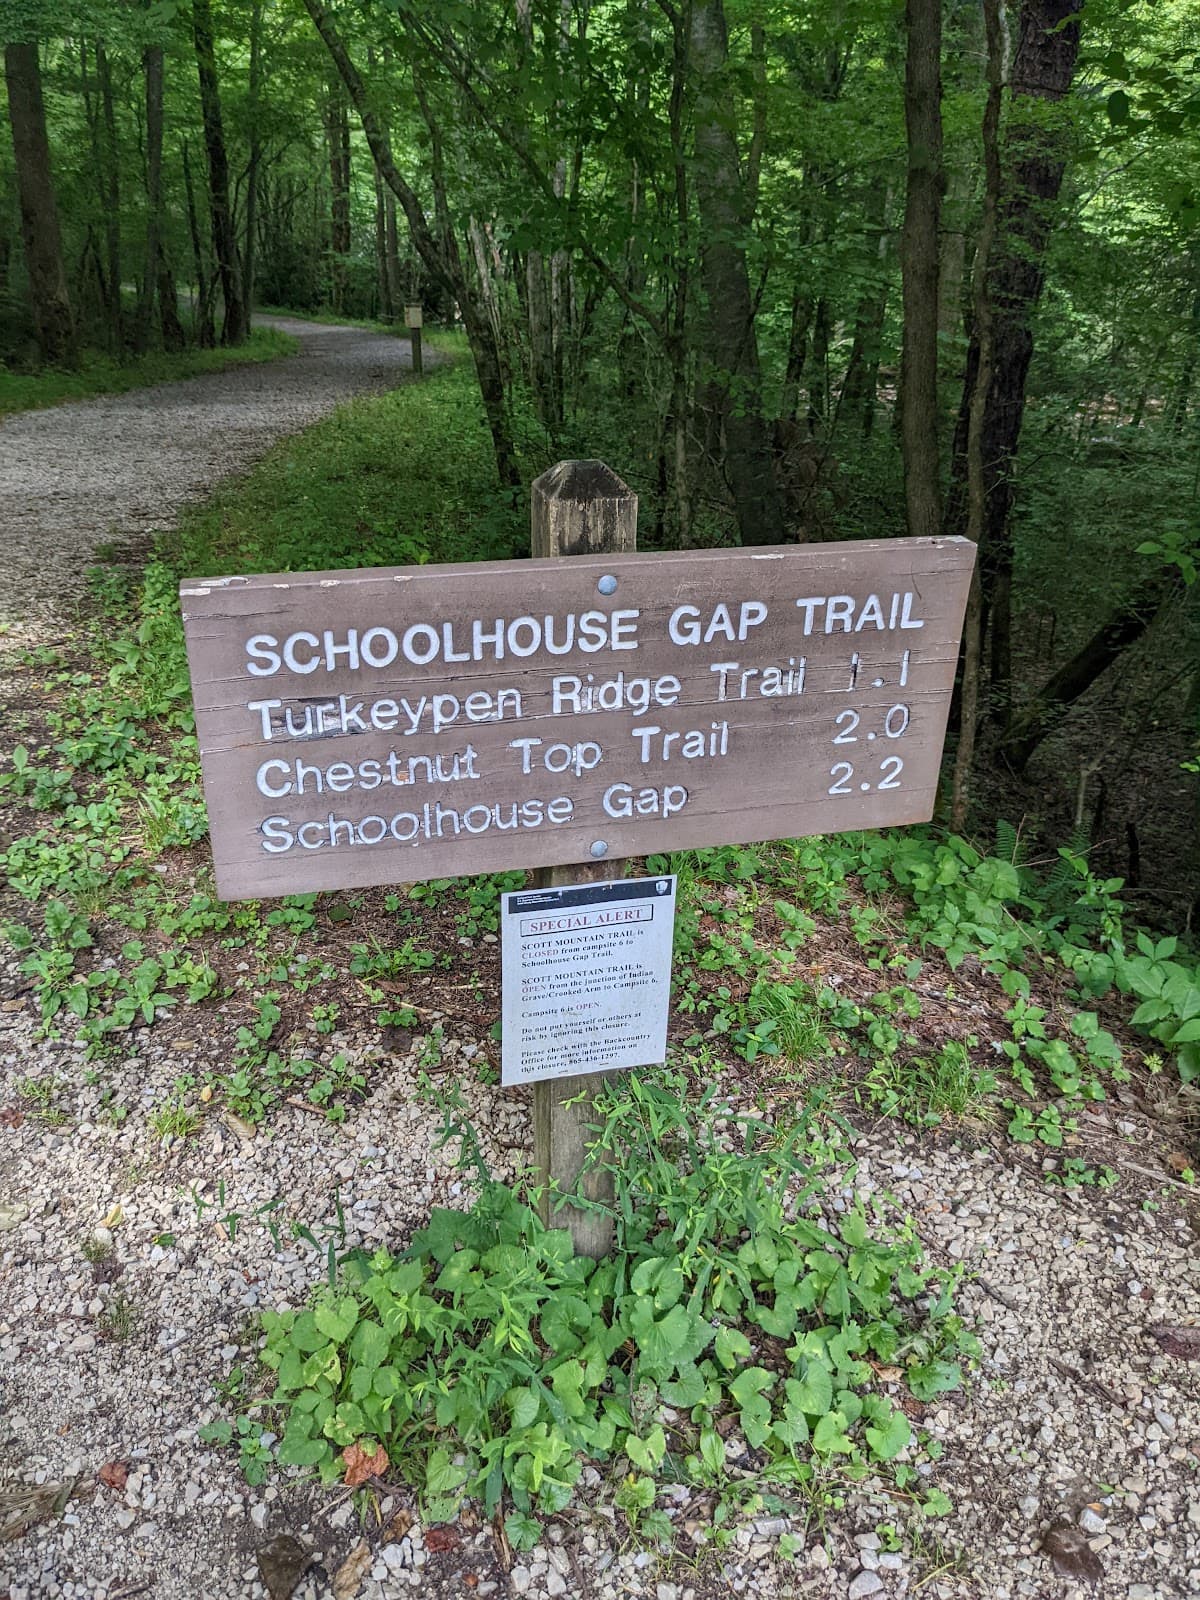 SCHOOLHOUSE GAP TRAIL
Turkeypen Ridge Trail 1.1
Chestnut Top Trail 2.0
Schoolhouse Gap 2.2
SPECIAL ALERT
SCOTT MOUNTAIN TRAIL is
CLOSED from campsite 6 to
Schoolhouse Gap Trail.
SCOTT MOUNTAIN TRAIL is
OPEN from the junction of Indian
Grave/Crooked Arm to Campsite 6.
Campsite 6 is OPEN.
Do not put yourself or others at
risk by ignoring this closure.
Please check with the Backcountry
Office for more information on
this closure, 865-436-1297.